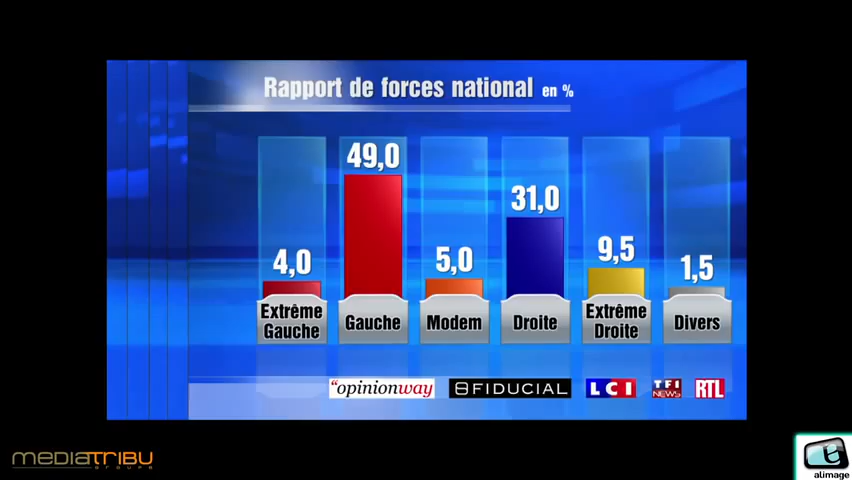 Rapport de forces national en %
4,0
49,0
5,0
31,0
9,5
1,5
Extrême
Gauche
Gauche
Modem
Droite
Extrême
Droite
Divers
“opinionway
FIDUCIAL
LCI
TF1
NEWS
RTL
MEDIATRIBU
GROUPE
alimage